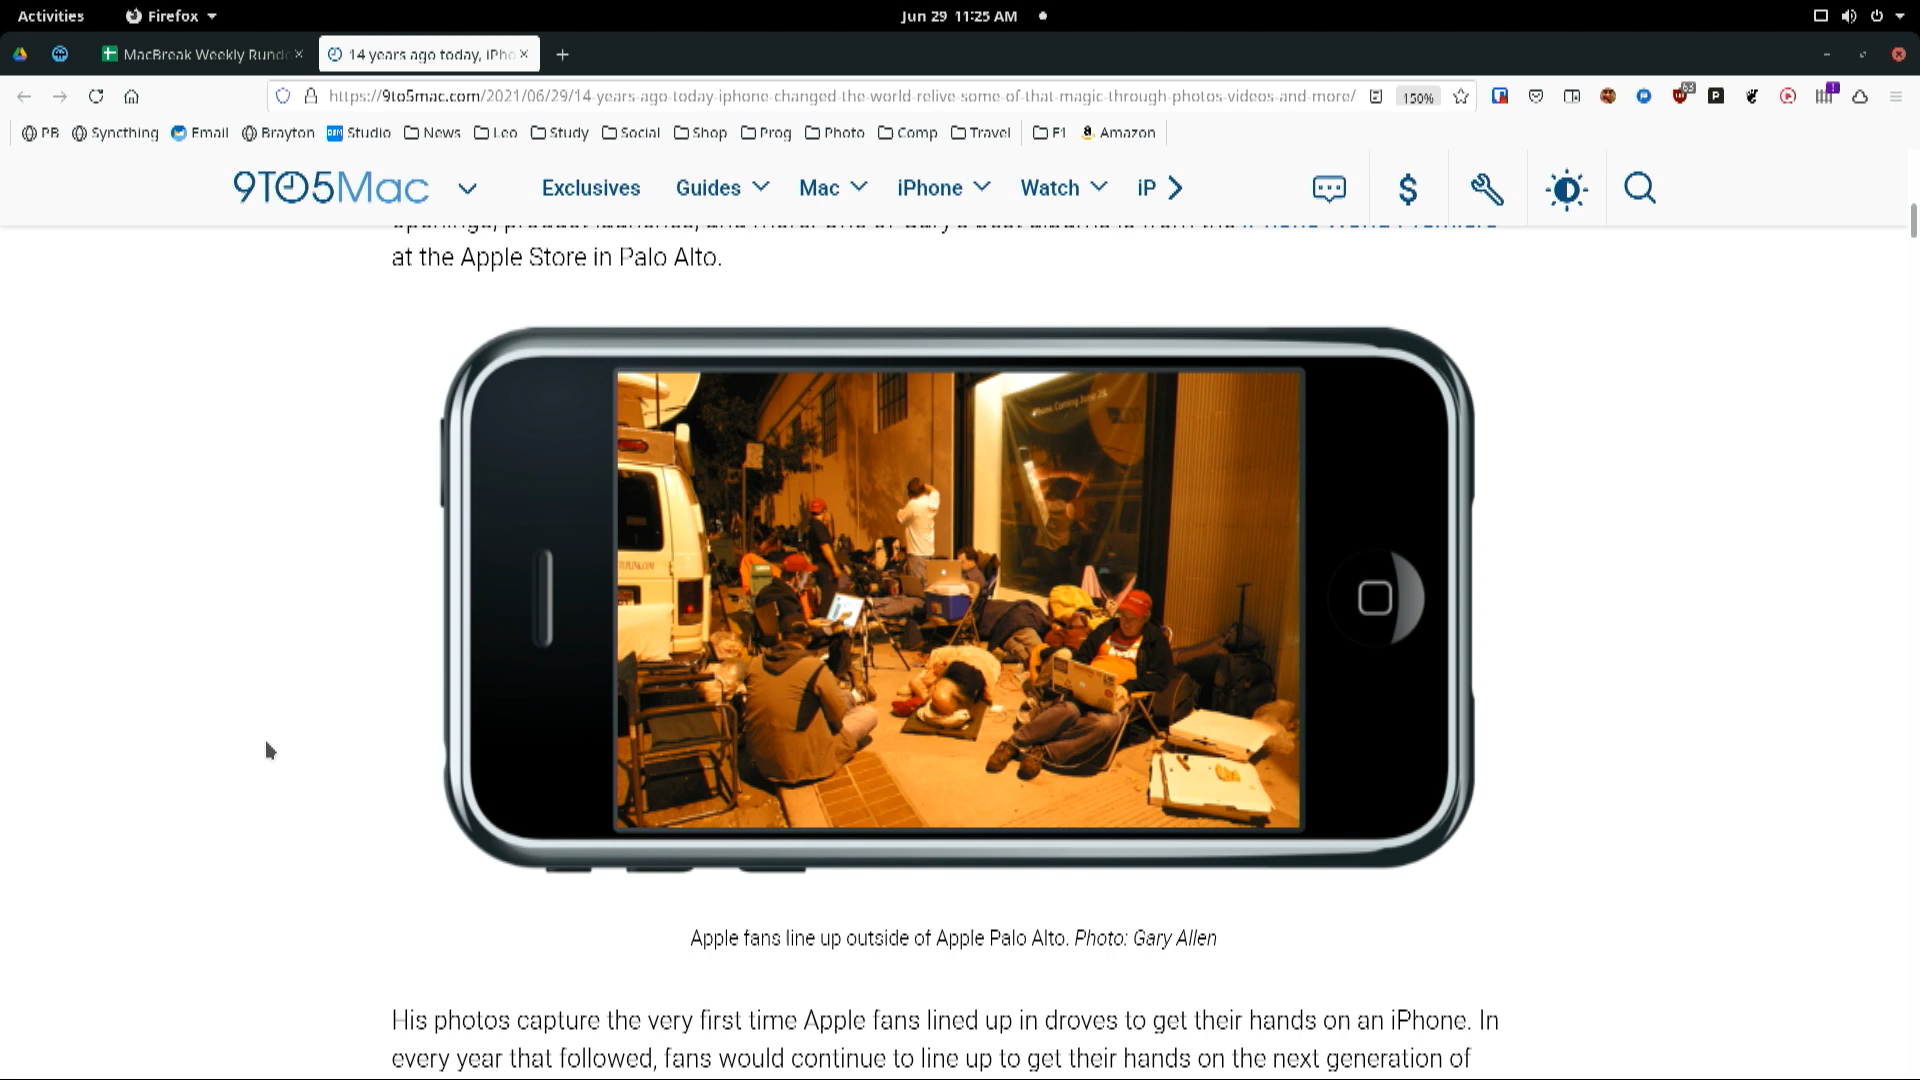 Activities Firefox Jun 29 11:25 AM
MacBreak Weekly Rund 14 years ago today, iPho
https://9to5mac.com/2021/06/29/14-years-ago-today-iphone-changed-the-world-relive-some-of-that-magic-through-photos-videos-and-more/ 150% 63
PB Syncthing Email Brayton Studio News Leo Study Social Shop Prog Photo Comp Travel F1 Amazon
9TO5Mac Exclusives Guides Mac iPhone Watch iP
at the Apple Store in Palo Alto.
iPhone. Coming June 29.
Apple fans line up outside of Apple Palo Alto. Photo: Gary Allen
His photos capture the very first time Apple fans lined up in droves to get their hands on an iPhone. In
every year that followed, fans would continue to line up to get their hands on the next generation of